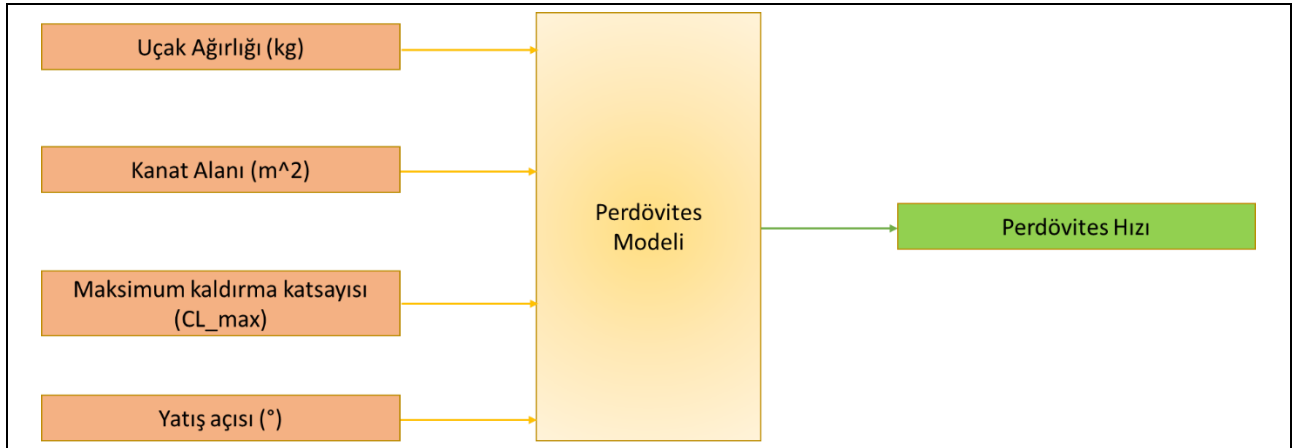 Uçak Ağırlığı (kg)
Kanat Alanı (m^2)
Maksimum kaldırma katsayısı
(CL_max)
Yatış açısı (°)
Perdövites
Modeli
Perdövites Hızı